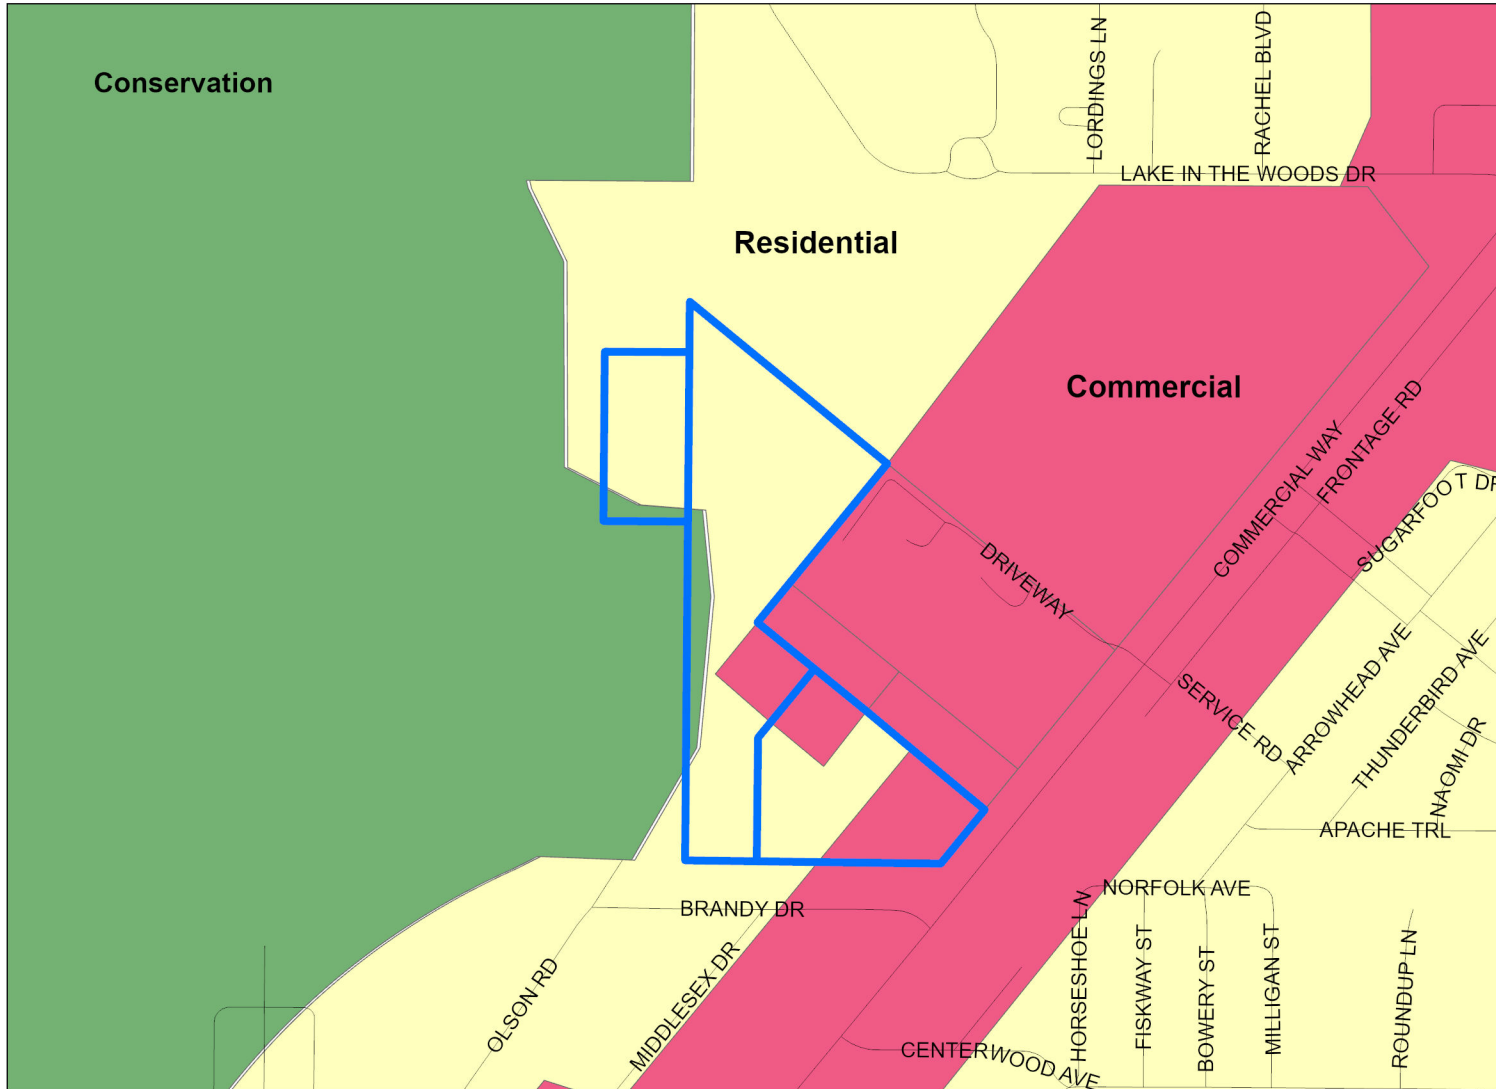 Conservation
LORDINGS LN
RACHEL BLVD
LAKE IN THE WOODS DR
Residential
Commercial
COMMERCIAL WAY
FRONTAGE RD
SUGARFOOT DR
DRIVEWAY
SERVICE RD
ARROWHEAD AVE
THUNDERBIRD AVE
NAOMI DR
APACHE TRL
NORFOLK AVE
BRANDY DR
HORSESHOE LN
FISKWAY ST
BOWERY ST
MILLIGAN ST
ROUNDUP LN
OLSON RD
MIDDLESEX DR
CENTERWOOD AVE